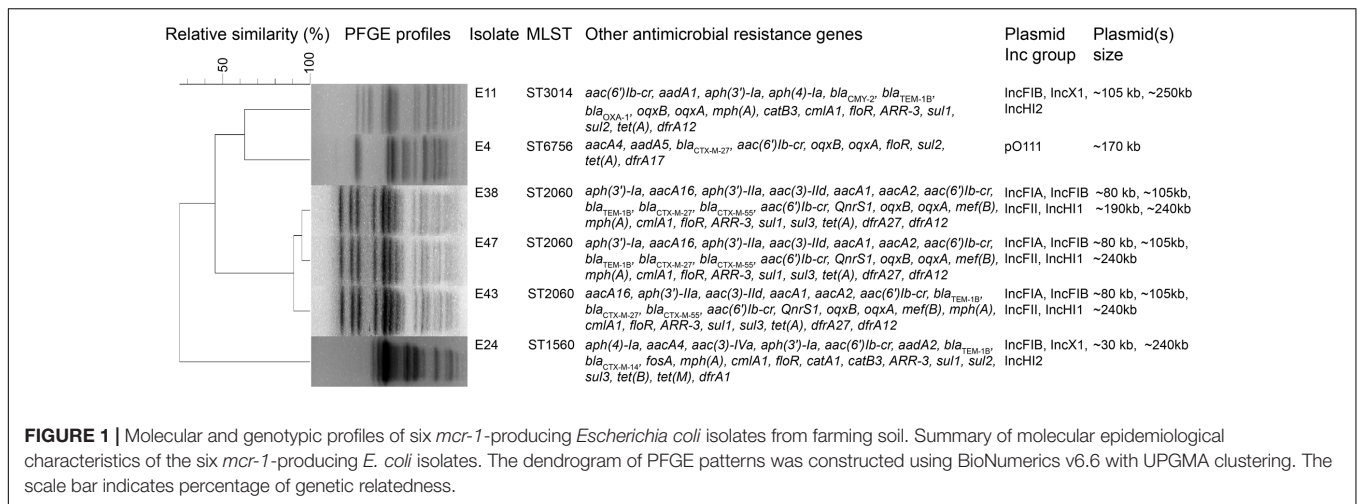 Relative similarity (%) PFGE profiles Isolate MLST Other antimicrobial resistance genes Plasmid Inc group Plasmid(s) size
50 100
E11 ST3014 aac(6')Ib-cr, aadA1, aph(3')-Ia, aph(4)-Ia, blaCMY-2, blaTEM-1B, IncFIB, IncX1, ~105 kb, ~250kb
blaOXA-1, oqxB, oqxA, mph(A), catB3, cmlA1, floR, ARR-3, sul1, IncHI2
sul2, tet(A), dfrA12
E4 ST6756 aacA4, aadA5, blaCTX-M-27, aac(6')Ib-cr, oqxB, oqxA, floR, sul2, pO111 ~170 kb
tet(A), dfrA17
E38 ST2060 aph(3')-Ia, aacA16, aph(3')-IIa, aac(3)-IId, aacA1, aacA2, aac(6')Ib-cr, IncFIA, IncFIB ~80 kb, ~105kb,
blaTEM-1B, blaCTX-M-27, blaCTX-M-55, aac(6')Ib-cr, QnrS1, oqxB, oqxA, mef(B), IncFII, IncHI1 ~190kb, ~240kb
mph(A), cmlA1, floR, ARR-3, sul1, sul3, tet(A), dfrA27, dfrA12
E47 ST2060 aph(3')-Ia, aacA16, aph(3')-IIa, aac(3)-IId, aacA1, aacA2, aac(6')Ib-cr, IncFIA, IncFIB ~80 kb, ~105kb,
blaTEM-1B, blaCTX-M-27, blaCTX-M-55, aac(6')Ib-cr, QnrS1, oqxB, oqxA, mef(B), IncFII, IncHI1 ~240kb
mph(A), cmlA1, floR, ARR-3, sul1, sul3, tet(A), dfrA27, dfrA12
E43 ST2060 aacA16, aph(3')-IIa, aac(3)-IId, aacA1, aacA2, aac(6')Ib-cr, blaTEM-1B, IncFIA, IncFIB ~80 kb, ~105kb,
blaCTX-M-27, blaCTX-M-55, aac(6')Ib-cr, QnrS1, oqxB, oqxA, mef(B), mph(A), IncFII, IncHI1 ~240kb
cmlA1, floR, ARR-3, sul1, sul3, tet(A), dfrA27, dfrA12
E24 ST1560 aph(4)-Ia, aacA4, aac(3)-IVa, aph(3')-Ia, aac(6')Ib-cr, aadA2, blaTEM-1B, IncFIB, IncX1, ~30 kb, ~240kb
blaCTX-M-14, fosA, mph(A), cmlA1, floR, catA1, catB3, ARR-3, sul1, sul2, IncHI2
sul3, tet(B), tet(M), dfrA1
FIGURE 1 | Molecular and genotypic profiles of six mcr-1-producing Escherichia coli isolates from farming soil. Summary of molecular epidemiological
characteristics of the six mcr-1-producing E. coli isolates. The dendrogram of PFGE patterns was constructed using BioNumerics v6.6 with UPGMA clustering. The
scale bar indicates percentage of genetic relatedness.